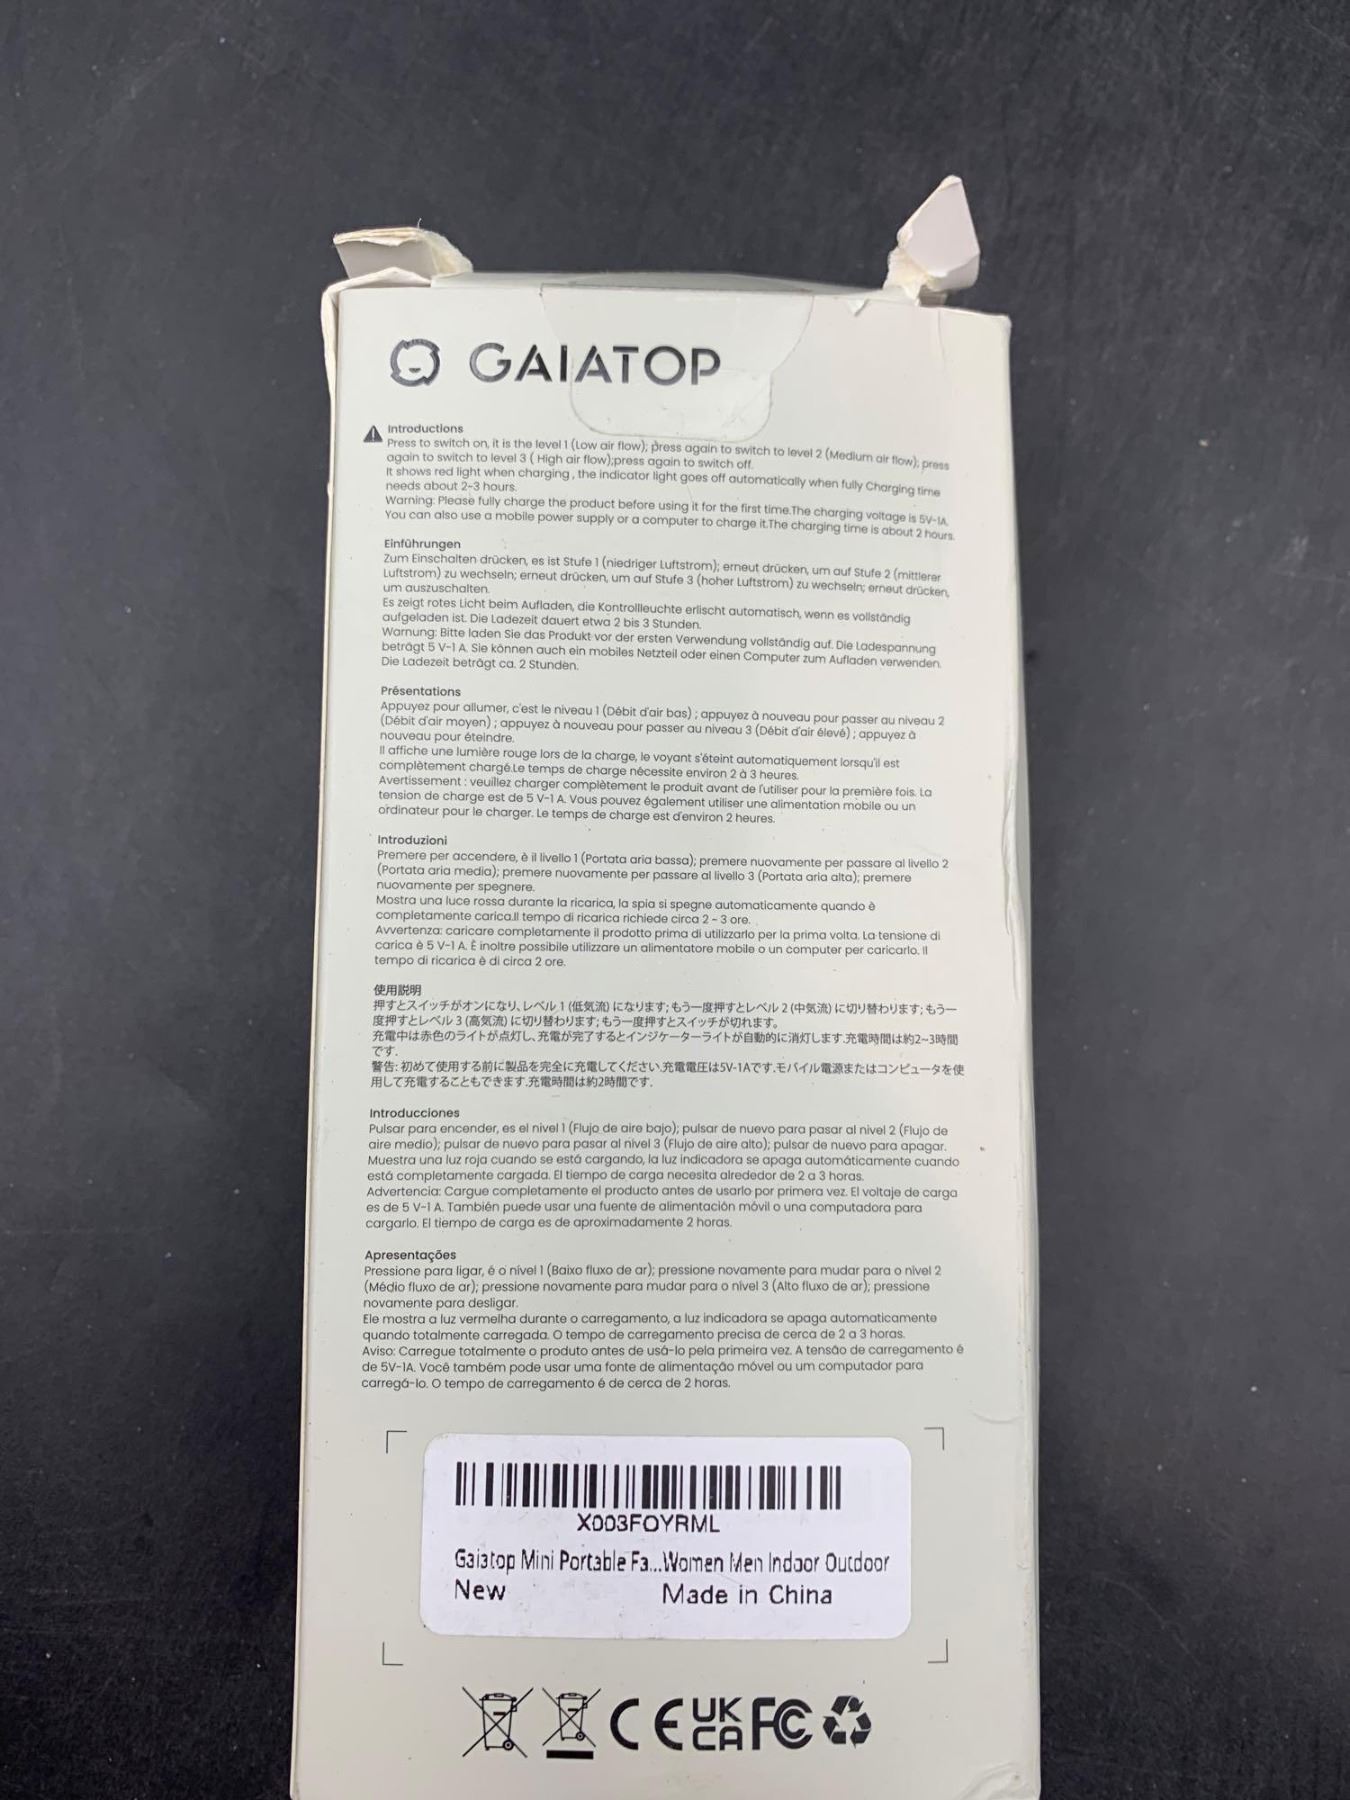 GAIATOP
Introductions
Press to switch on, it is the level 1 (Low air flow); press again to switch to level 2 (Medium air flow); press
again to switch to level 3 ( High air flow);press again to switch off.
It shows red light when charging , the indicator light goes off automatically when fully Charging time
needs about 2-3 hours.
Warning: Please fully charge the product before using it for the first time.The charging voltage is 5V-1A.
You can also use a mobile power supply or a computer to charge it.The charging time is about 2 hours.
Einführungen
Zum Einschalten drücken, es ist Stufe 1 (niedriger Luftstrom); erneut drücken, um auf Stufe 2 (mittlerer
Luftstrom) zu wechseln; erneut drücken, um auf Stufe 3 (hoher Luftstrom) zu wechseln; erneut drücken,
um auszuschalten.
Es zeigt rotes Licht beim Aufladen, die Kontrollleuchte erlischt automatisch, wenn es vollständig
aufgeladen ist. Die Ladezeit dauert etwa 2 bis 3 Stunden.
Warnung: Bitte laden Sie das Produkt vor der ersten Verwendung vollständig auf. Die Ladespannung
beträgt 5 V-1 A. Sie können auch ein mobiles Netzteil oder einen Computer zum Aufladen verwenden.
Die Ladezeit beträgt ca. 2 Stunden.
Présentations
Appuyez pour allumer, c'est le niveau 1 (Débit d'air bas) ; appuyez à nouveau pour passer au niveau 2
(Débit d'air moyen) ; appuyez à nouveau pour passer au niveau 3 (Débit d'air élevé) ; appuyez à
nouveau pour éteindre.
Il affiche une lumière rouge lors de la charge, le voyant s'éteint automatiquement lorsqu'il est
complètement chargé.Le temps de charge nécessite environ 2 à 3 heures.
Avertissement : veuillez charger complètement le produit avant de l'utiliser pour la première fois. La
tension de charge est de 5 V-1 A. Vous pouvez également utiliser une alimentation mobile ou un
ordinateur pour le charger. Le temps de charge est d'environ 2 heures.
Introduzioni
Premere per accendere, è il livello 1 (Portata aria bassa); premere nuovamente per passare al livello 2
(Portata aria media); premere nuovamente per passare al livello 3 (Portata aria alta); premere
nuovamente per spegnere.
Mostra una luce rossa durante la ricarica, la spia si spegne automaticamente quando è
completamente carica.Il tempo di ricarica richiede circa 2 - 3 ore.
Avvertenza: caricare completamente il prodotto prima di utilizzarlo per la prima volta. La tensione di
carica è 5 V-1 A. È inoltre possibile utilizzare un alimentatore mobile o un computer per caricarlo. Il
tempo di ricarica è di circa 2 ore.
使用説明
押すとスイッチがオンになり、レベル 1 (低気流) になります; もう一度押すとレベル 2 (中気流) に切り替わります; もう一
度押すとレベル 3 (高気流) に切り替わります; もう一度押すとスイッチが切れます。
充電中は赤色のライトが点灯し、充電が完了するとインジケーターライトが自動的に消灯します.充電時間は約2~3時間
です.
警告: 初めて使用する前に製品を完全に充電してください.充電電圧は5V-1Aです.モバイル電源またはコンピュータを使
用して充電することもできます.充電時間は約2時間です.
Introducciones
Pulsar para encender, es el nivel 1 (Flujo de aire bajo); pulsar de nuevo para pasar al nivel 2 (Flujo de
aire medio); pulsar de nuevo para pasar al nivel 3 (Flujo de aire alto); pulsar de nuevo para apagar.
Muestra una luz roja cuando se está cargando, la luz indicadora se apaga automáticamente cuando
está completamente cargada. El tiempo de carga necesita alrededor de 2 a 3 horas.
Advertencia: Cargue completamente el producto antes de usarlo por primera vez. El voltaje de carga
es de 5 V-1 A. También puede usar una fuente de alimentación móvil o una computadora para
cargarlo. El tiempo de carga es de aproximadamente 2 horas.
Apresentações
Pressione para ligar, é o nível 1 (Baixo fluxo de ar); pressione novamente para mudar para o nível 2
(Médio fluxo de ar); pressione novamente para mudar para o nível 3 (Alto fluxo de ar); pressione
novamente para desligar.
Ele mostra a luz vermelha durante o carregamento, a luz indicadora se apaga automaticamente
quando totalmente carregada. O tempo de carregamento precisa de cerca de 2 a 3 horas.
Aviso: Carregue totalmente o produto antes de usá-lo pela primeira vez. A tensão de carregamento é
de 5V-1A. Você também pode usar uma fonte de alimentação móvel ou um computador para
carregá-lo. O tempo de carregamento é de cerca de 2 horas.
X003FOYRML
Gaiatop Mini Portable Fa...Women Men Indoor Outdoor
New Made in China
CE UK CA FC